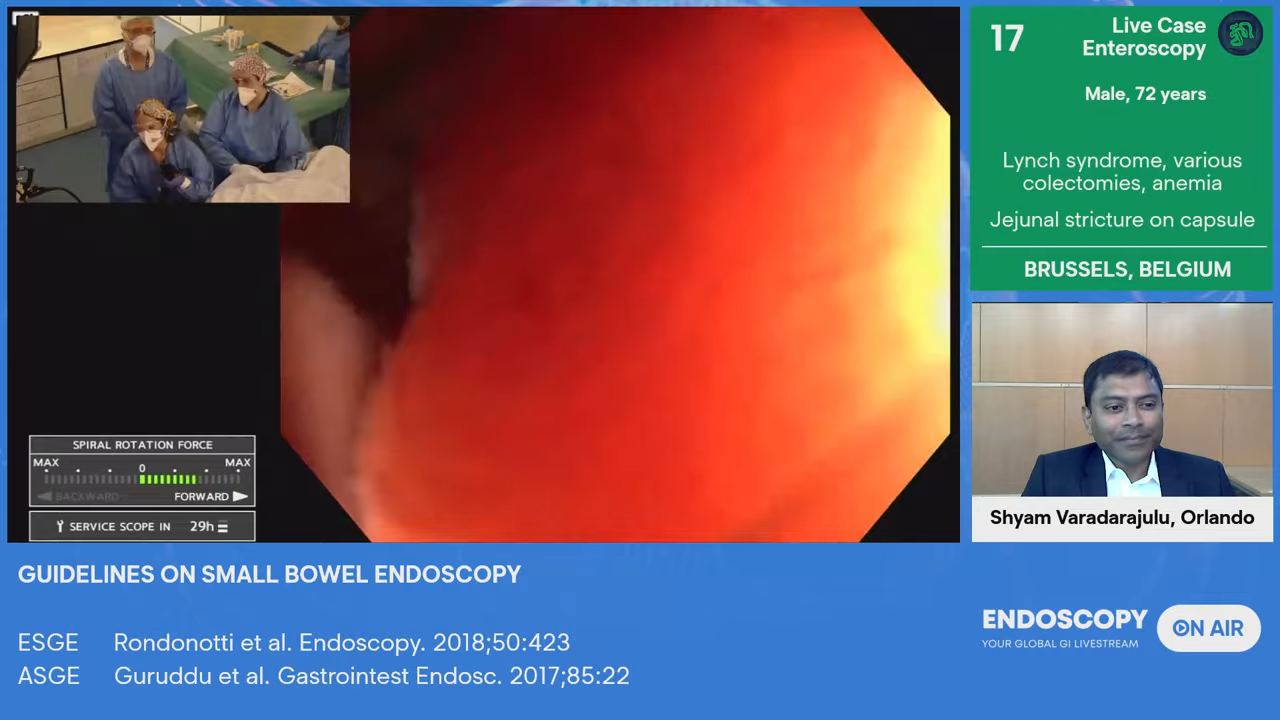 SPIRAL ROTATION FORCE
MAX 0 MAX
BACKWARD FORWARD
SERVICE SCOPE IN 29h
17
Live Case
Enteroscopy
Male, 72 years
Lynch syndrome, various
colectomies, anemia
Jejunal stricture on capsule
BRUSSELS, BELGIUM
Shyam Varadarajulu, Orlando
GUIDELINES ON SMALL BOWEL ENDOSCOPY
ESGE Rondonotti et al. Endoscopy. 2018;50:423
ASGE Guruddu et al. Gastrointest Endosc. 2017;85:22
ENDOSCOPY
YOUR GLOBAL GI LIVESTREAM
ON AIR